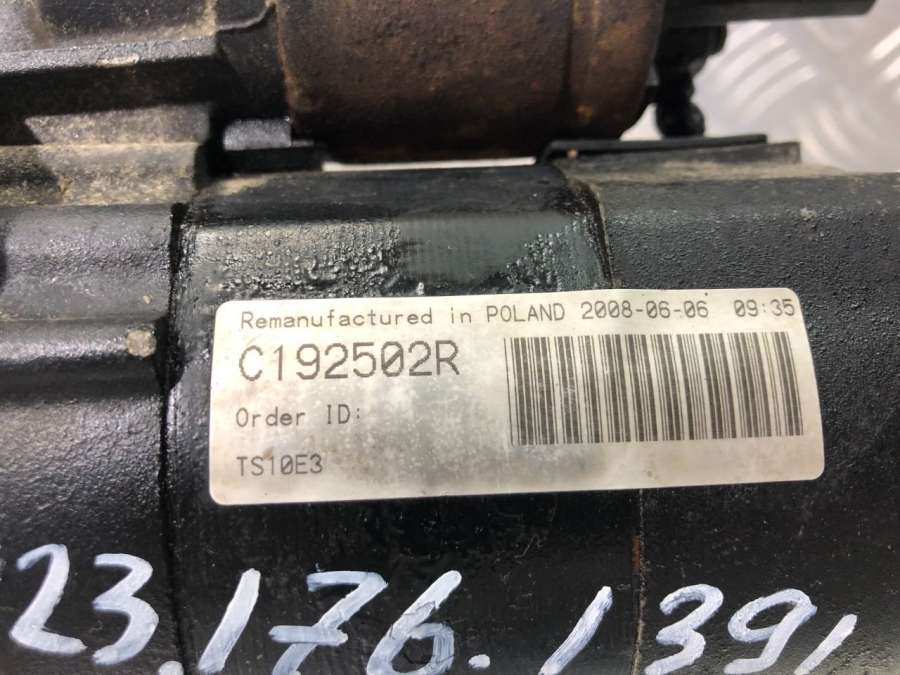 Remanufactured in POLAND 2008-06-06 09:35
C192502R
Order ID:
TS10E3
23.176.1391